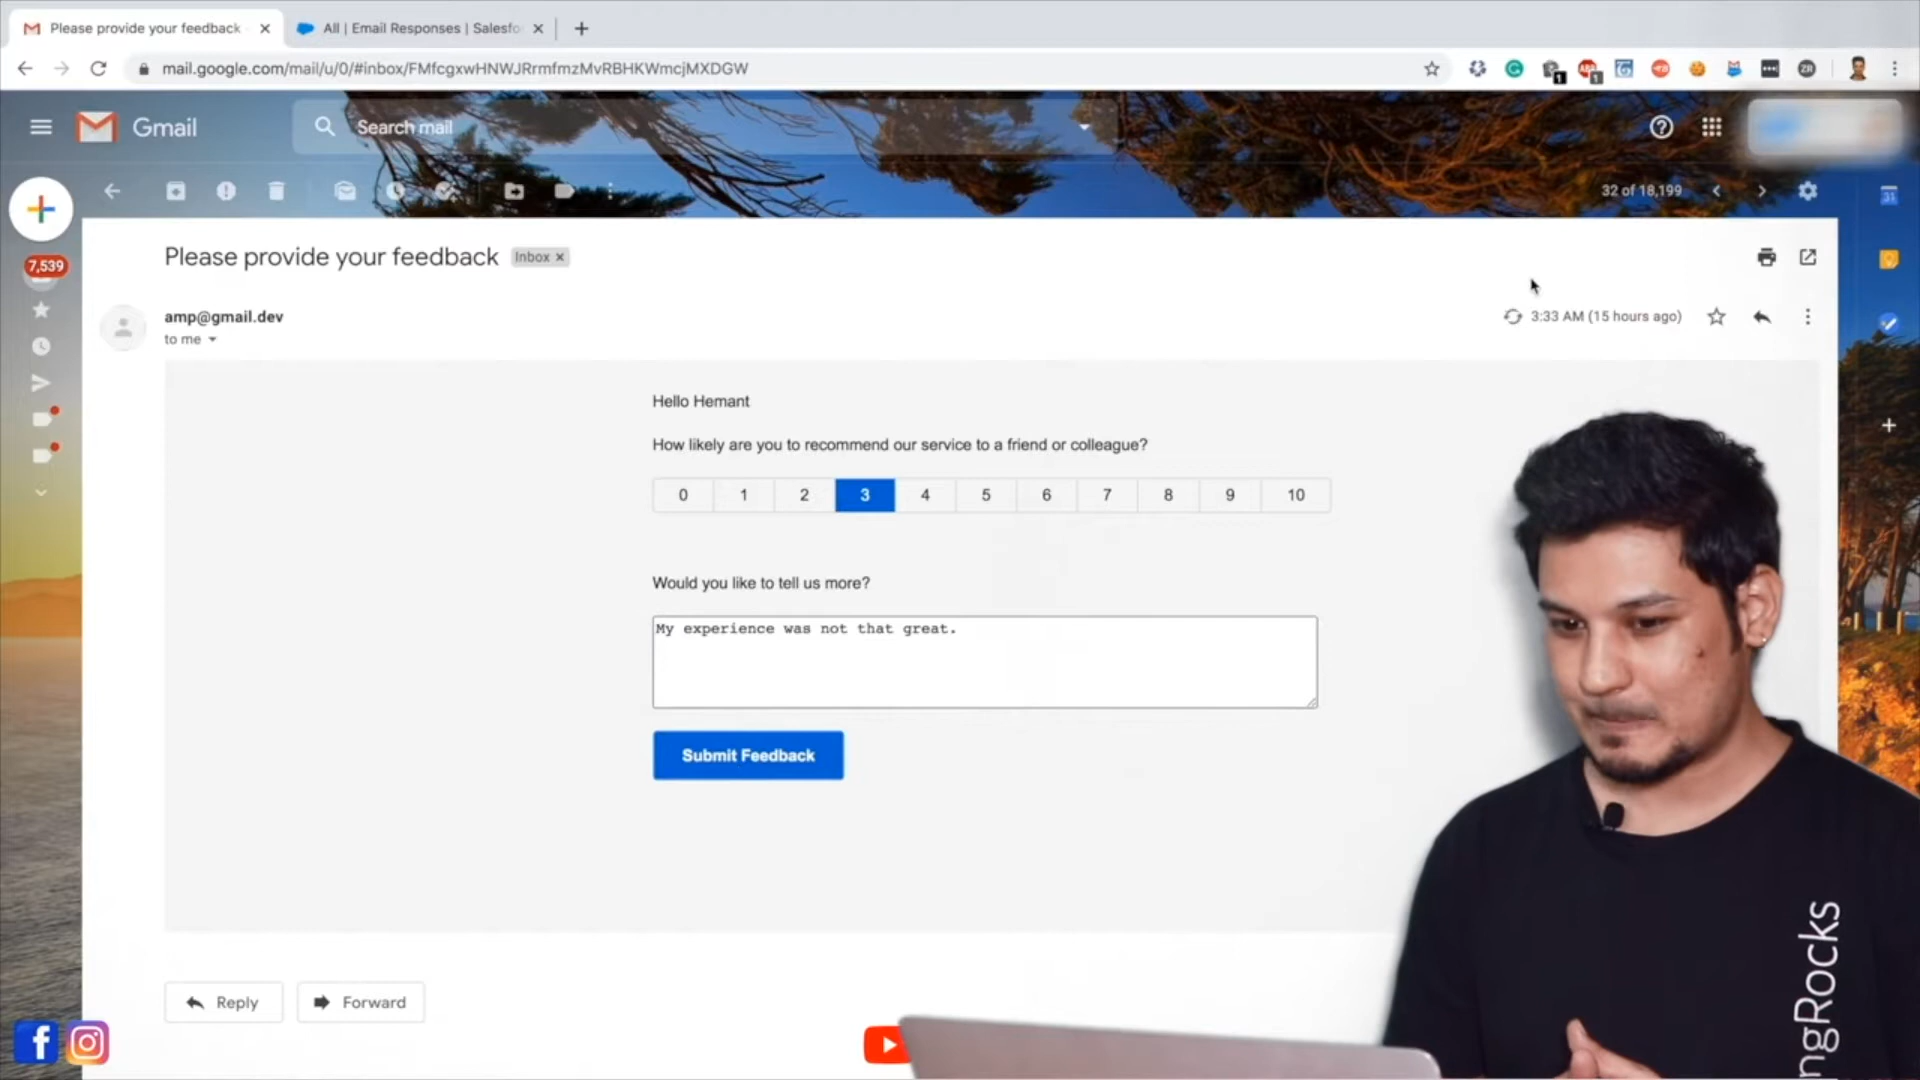 Please provide your feedback
All | Email Responses | Salesfo
mail.google.com/mail/u/0/#inbox/FMfcgxwHNWJRrmfmzMvRBHKWmcjMXDGW
Gmail
Search mail
32 of 18,199
31
7,539
Please provide your feedback
Inbox ×
amp@gmail.dev
3:33 AM (15 hours ago)
to me
Hello Hemant
How likely are you to recommend our service to a friend or colleague?
0 1 2 3 4 5 6 7 8 9 10
Would you like to tell us more?
My experience was not that great.
Submit Feedback
Reply
Forward
ngRocks